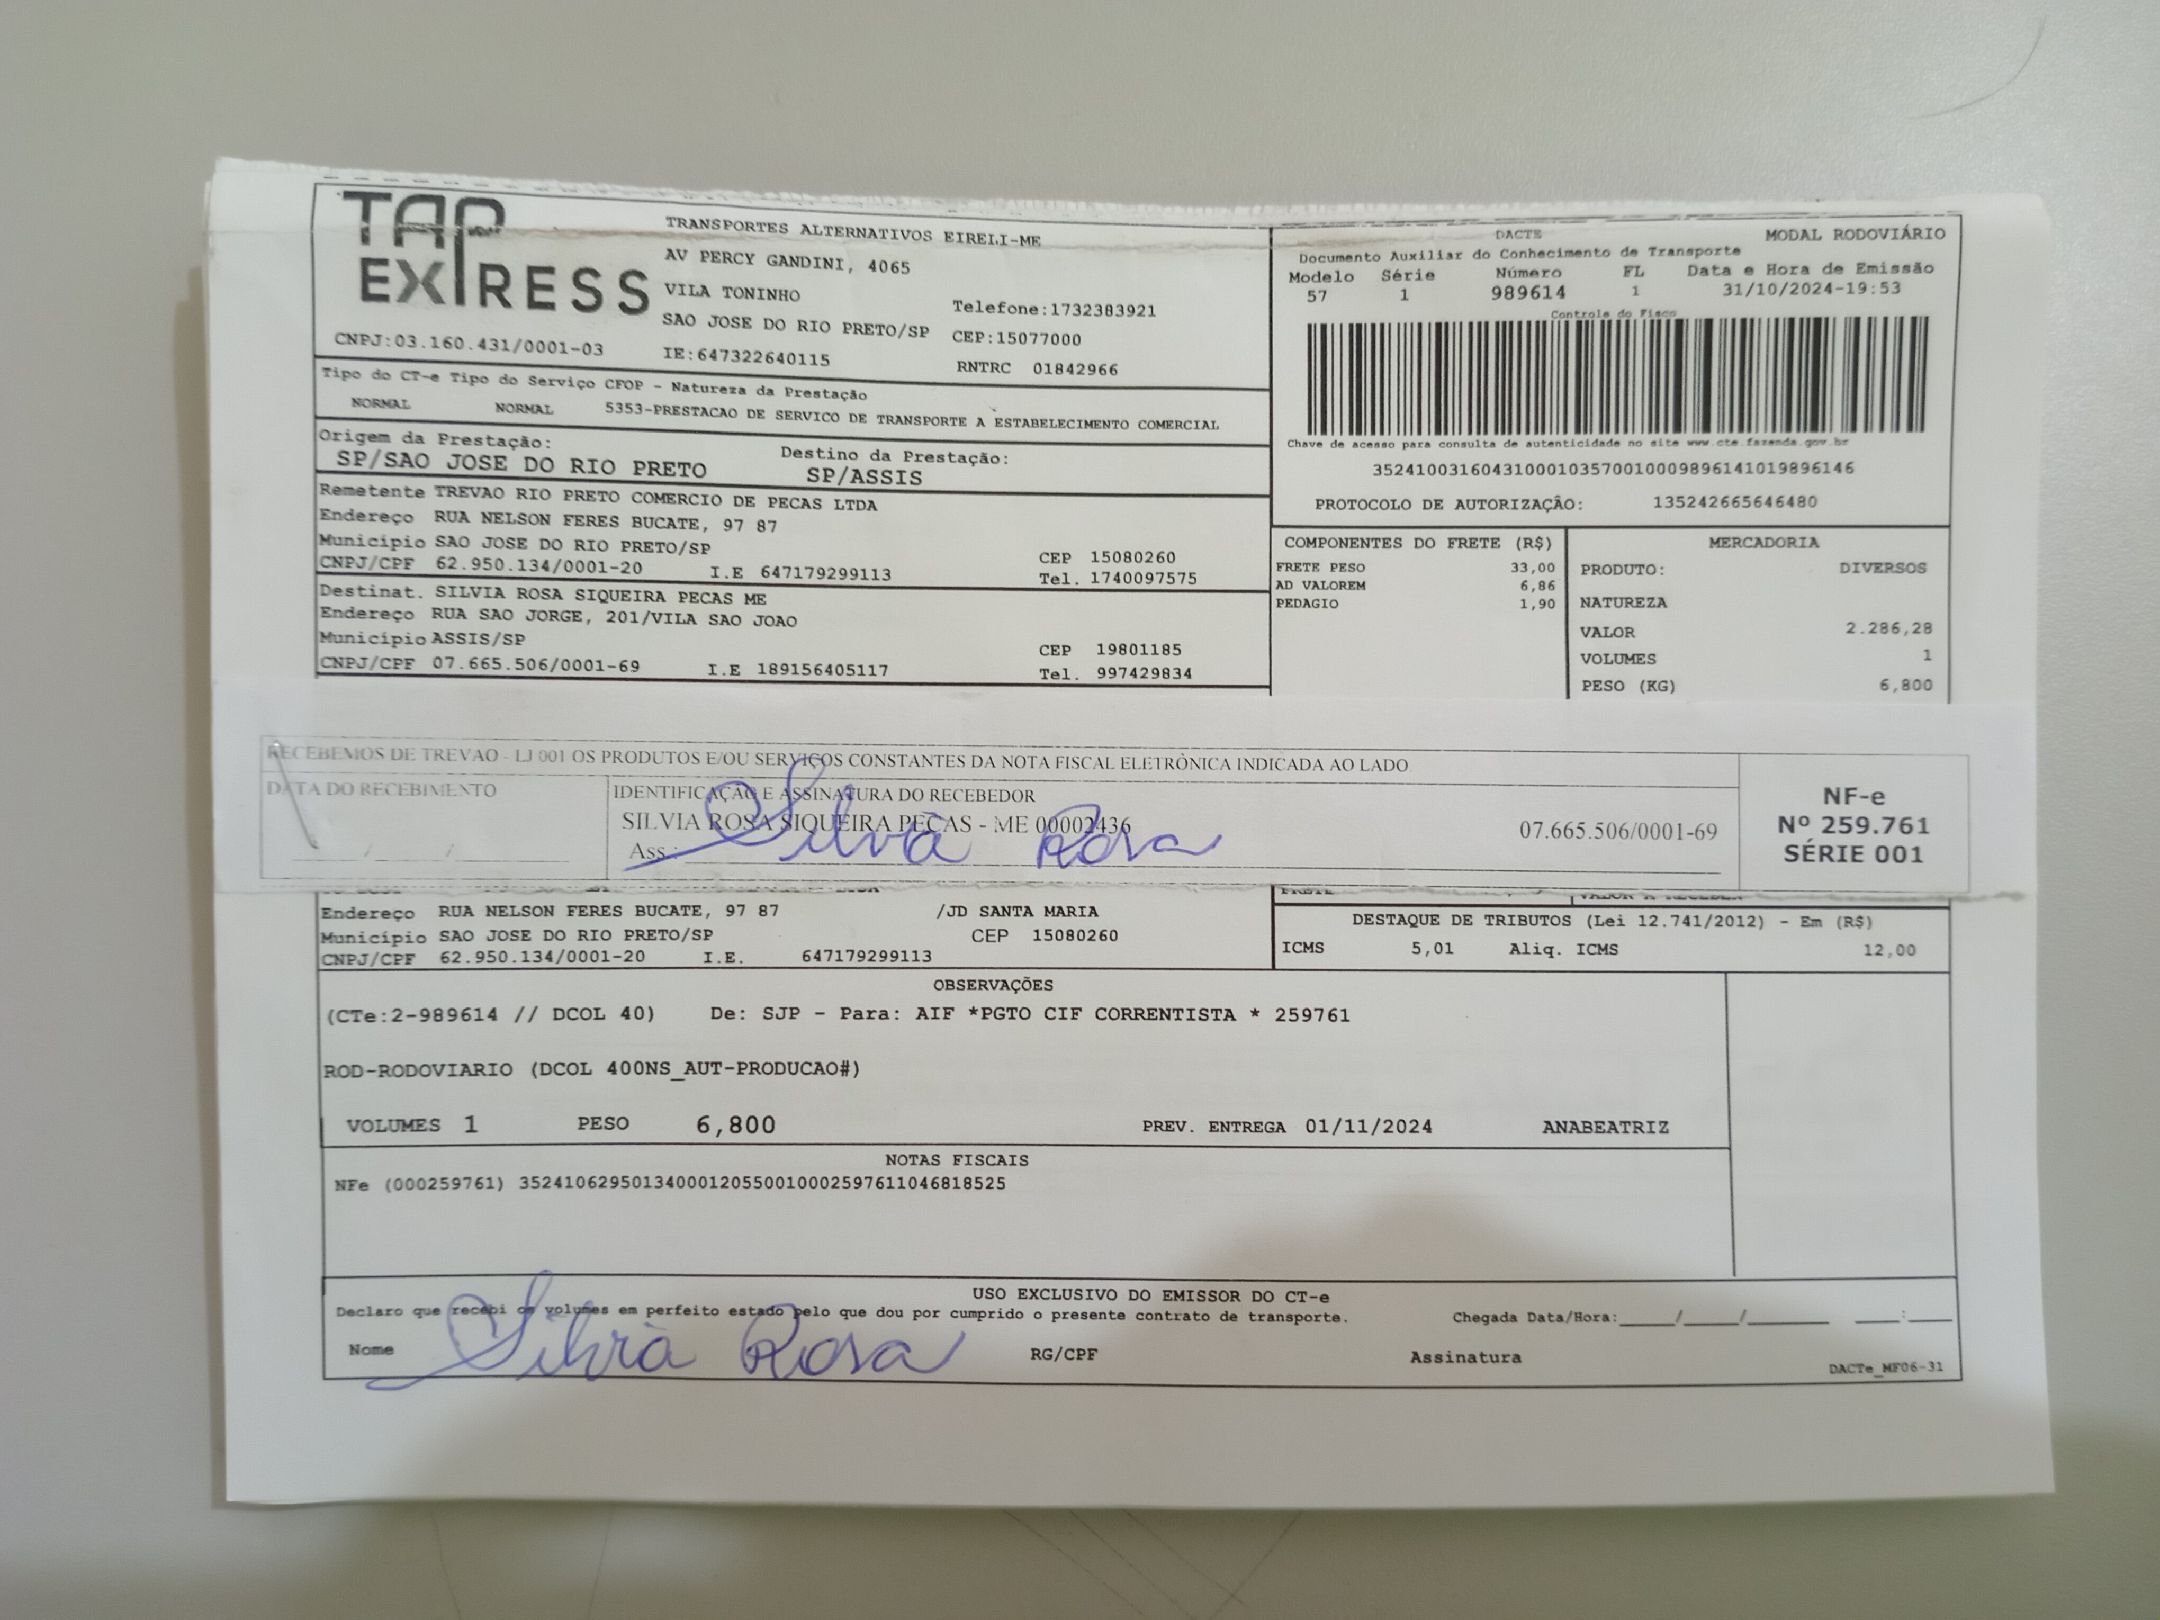 TAP EXPRESS
TRANSPORTES ALTERNATIVOS EIRELI-ME
AV PERCY GANDINI, 4065
VILA TONINHO
Telefone:1732383921
SAO JOSE DO RIO PRETO/SP CEP:15077000
CNPJ:03.160.431/0001-03 IE:647322640115 RNTRC 01842966
Tipo do CT-e Tipo do Serviço CFOP - Natureza da Prestação
NORMAL NORMAL 5353-PRESTACAO DE SERVICO DE TRANSPORTE A ESTABELECIMENTO COMERCIAL
Origem da Prestação: Destino da Prestação:
SP/SAO JOSE DO RIO PRETO SP/ASSIS
Remetente TREVAO RIO PRETO COMERCIO DE PECAS LTDA
Endereço RUA NELSON FERES BUCATE, 97 87
Município SAO JOSE DO RIO PRETO/SP CEP 15080260
CNPJ/CPF 62.950.134/0001-20 I.E 647179299113 Tel. 1740097575
Destinat. SILVIA ROSA SIQUEIRA PECAS ME
Endereço RUA SAO JORGE, 201/VILA SAO JOAO
Município ASSIS/SP CEP 19801185
CNPJ/CPF 07.665.506/0001-69 I.E 189156405117 Tel. 997429834
DACTE MODAL RODOVIÁRIO
Documento Auxiliar do Conhecimento de Transporte
Modelo Série Número FL Data e Hora de Emissão
57 1 989614 1 31/10/2024-19:53
Controle do Fisco
Chave de acesso para consulta de autenticidade no site www.cte.fazenda.gov.br
35241003160431000103570010009896141019896146
PROTOCOLO DE AUTORIZAÇÃO: 135242665646480
COMPONENTES DO FRETE (R$)
FRETE PESO 33,00
AD VALOREM 6,86
PEDAGIO 1,90
MERCADORIA
PRODUTO: DIVERSOS
NATUREZA
VALOR 2.286,28
VOLUMES 1
PESO (KG) 6,800
RECEBEMOS DE TREVAO - LJ 001 OS PRODUTOS E/OU SERVIÇOS CONSTANTES DA NOTA FISCAL ELETRÔNICA INDICADA AO LADO
DATA DO RECEBIMENTO
IDENTIFICAÇÃO E ASSINATURA DO RECEBEDOR
SILVIA ROSA SIQUEIRA PEÇAS - ME 00002436 07.665.506/0001-69
Ass.: Silvia Rosa
NF-e
Nº 259.761
SÉRIE 001
Endereço RUA NELSON FERES BUCATE, 97 87 /JD SANTA MARIA
Município SAO JOSE DO RIO PRETO/SP CEP 15080260
CNPJ/CPF 62.950.134/0001-20 I.E. 647179299113
DESTAQUE DE TRIBUTOS (Lei 12.741/2012) - Em (R$)
ICMS 5,01 Aliq. ICMS 12,00
OBSERVAÇÕES
(CTe:2-989614 // DCOL 40) De: SJP - Para: AIF *PGTO CIF CORRENTISTA * 259761
ROD-RODOVIARIO (DCOL 400NS_AUT-PRODUCAO#)
VOLUMES 1 PESO 6,800 PREV. ENTREGA 01/11/2024 ANABEATRIZ
NOTAS FISCAIS
NFe (000259761) 35241062950134000120550010002597611046818525
USO EXCLUSIVO DO EMISSOR DO CT-e
Declaro que recebi os volumes em perfeito estado pelo que dou por cumprido o presente contrato de transporte. Chegada Data/Hora:____/____/______ ___:___
Nome Silvia Rosa RG/CPF Assinatura
DACTe_MF06-31